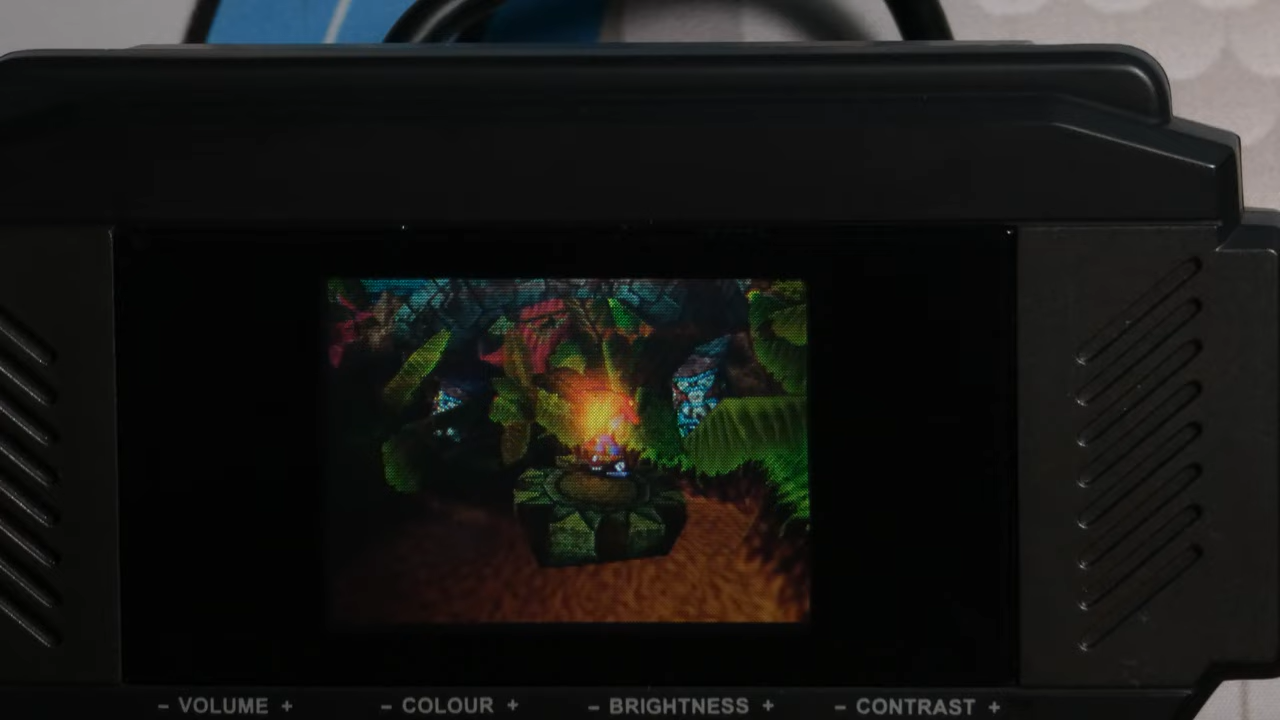 – VOLUME + – COLOUR + – BRIGHTNESS + – CONTRAST +